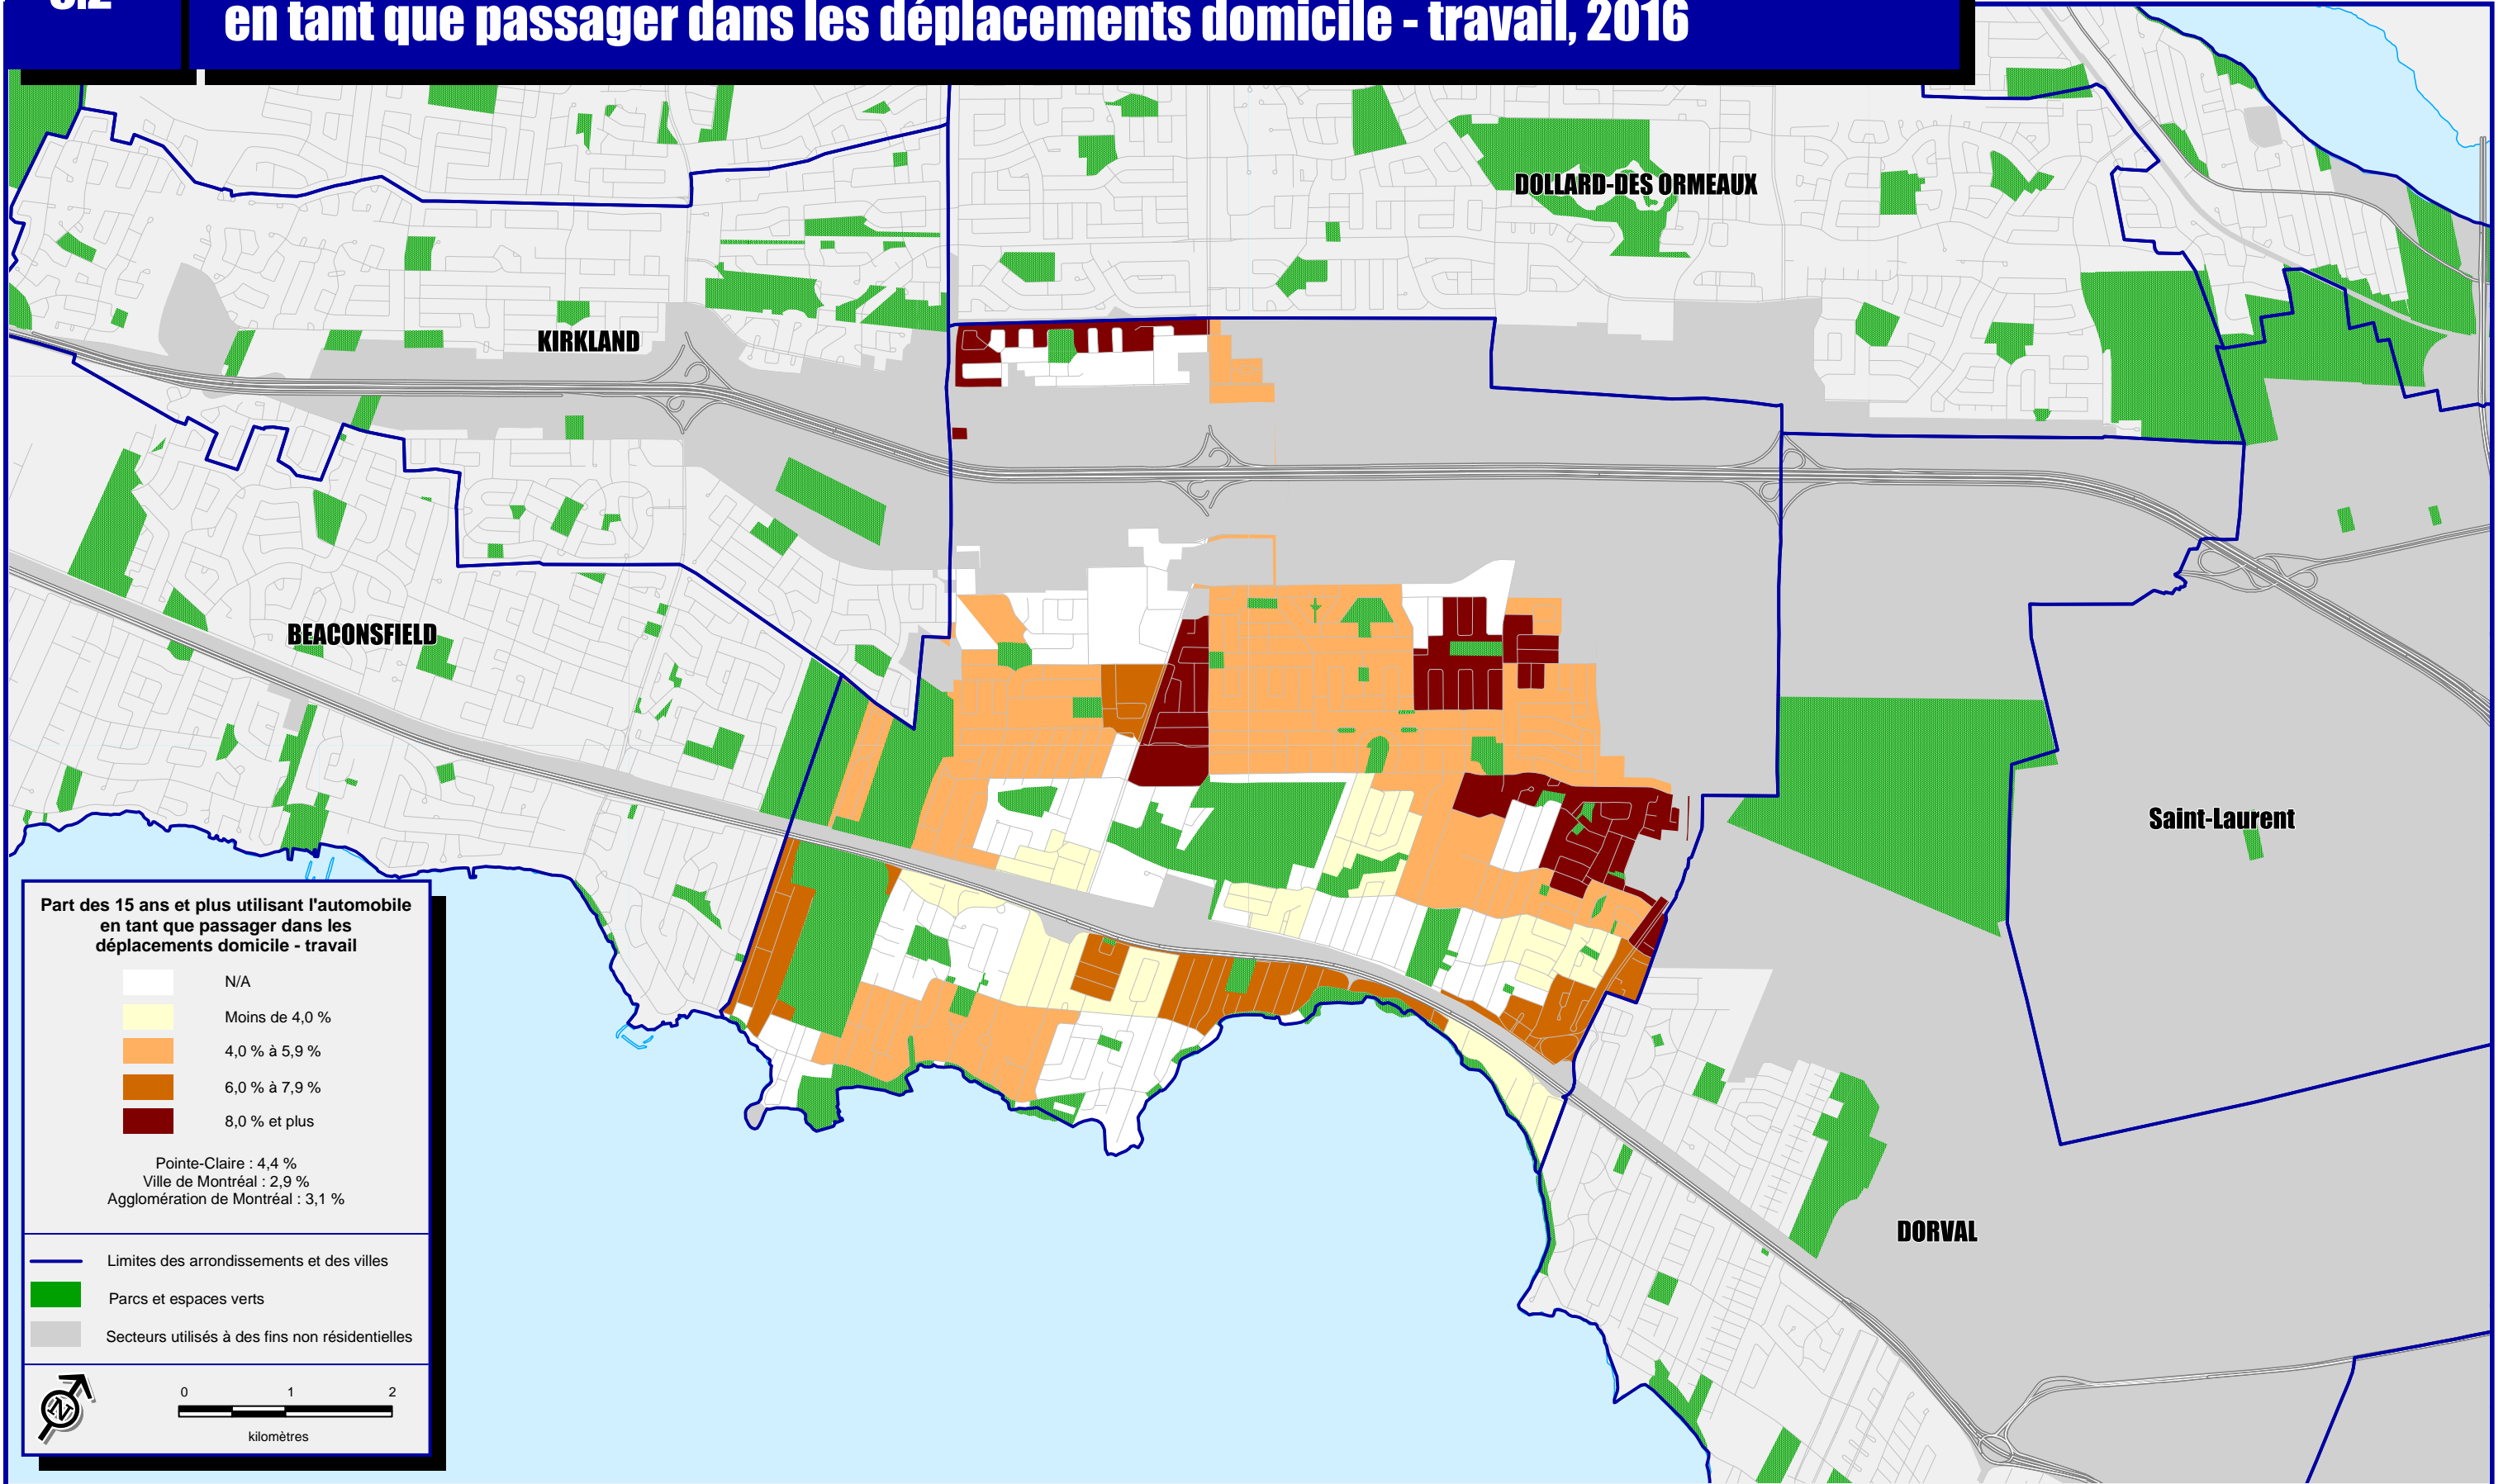 en tant que passager dans les déplacements domicile - travail, 2016
DOLLARD-DES ORMEAUX
KIRKLAND
BEACONSFIELD
Saint-Laurent
DORVAL
Part des 15 ans et plus utilisant l'automobile
en tant que passager dans les
déplacements domicile - travail
N/A
Moins de 4,0 %
4,0 % à 5,9 %
6,0 % à 7,9 %
8,0 % et plus
Pointe-Claire : 4,4 %
Ville de Montréal : 2,9 %
Agglomération de Montréal : 3,1 %
Limites des arrondissements et des villes
Parcs et espaces verts
Secteurs utilisés à des fins non résidentielles
N
0 1 2
kilomètres